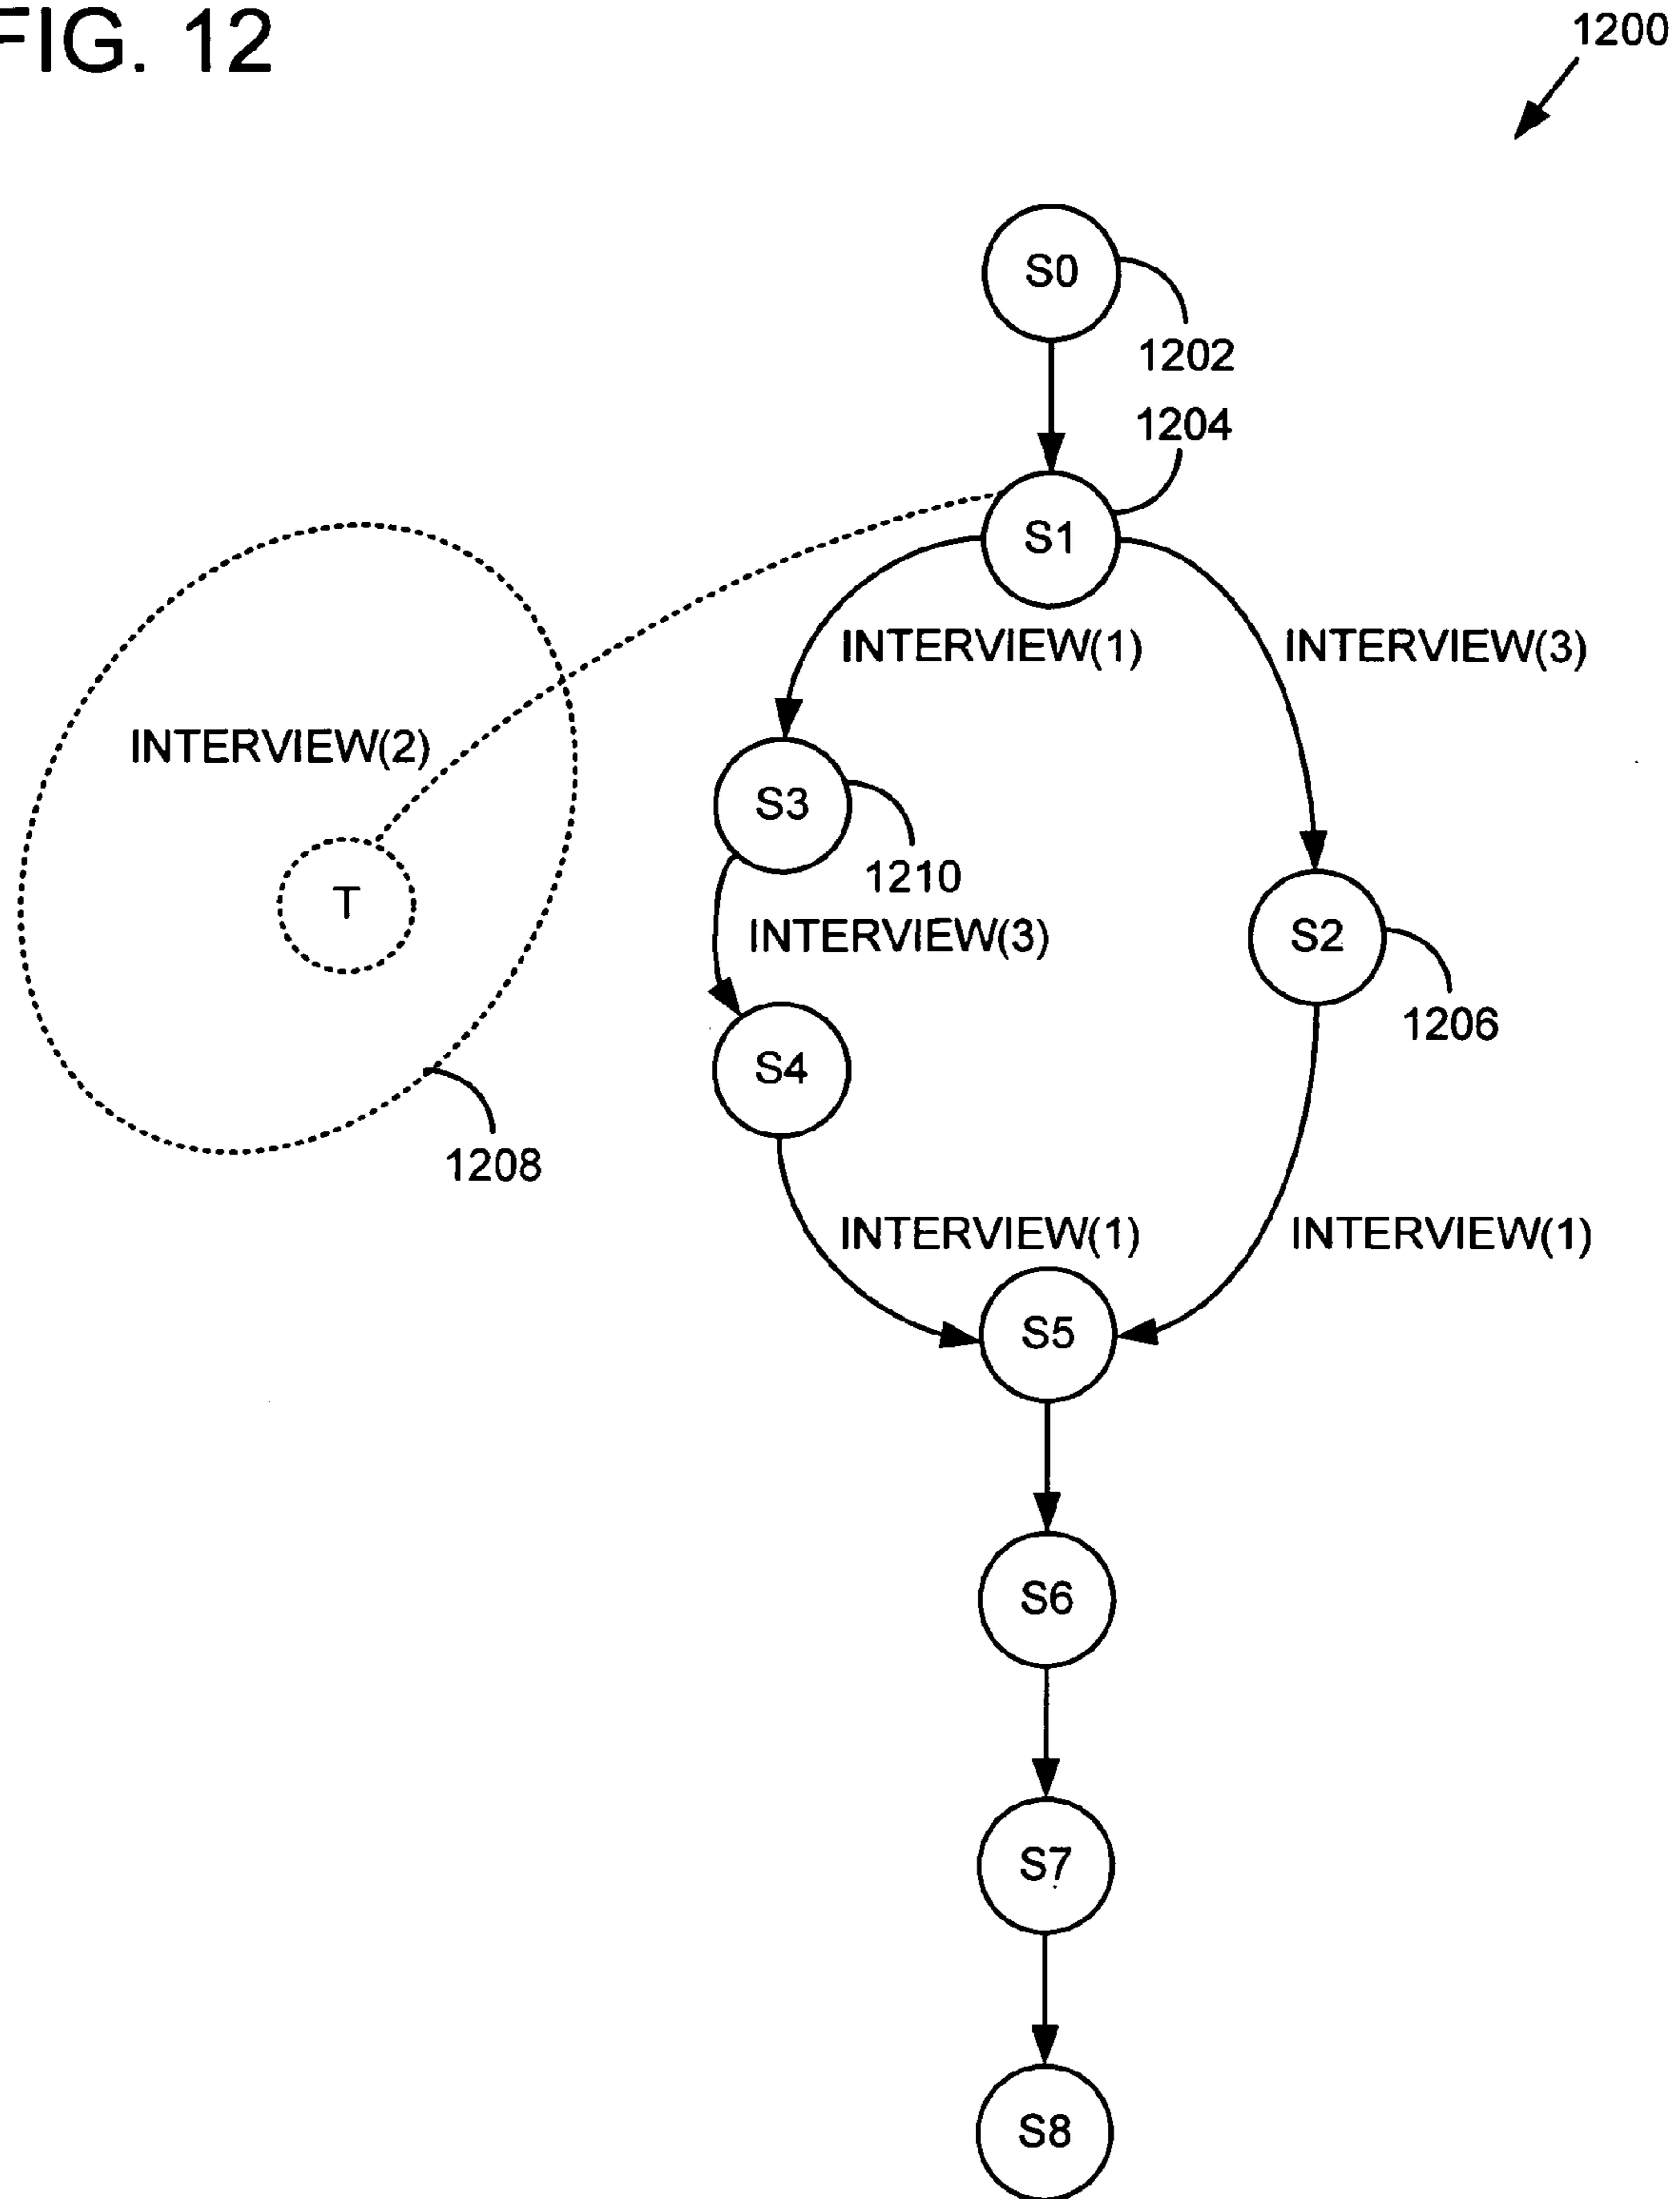 FIG. 12
1200
S0
1202
1204
S1
INTERVIEW(1)
INTERVIEW(3)
INTERVIEW(2)
S3
1210
T
INTERVIEW(3)
S2
1206
S4
1208
INTERVIEW(1)
INTERVIEW(1)
S5
S6
S7
S8